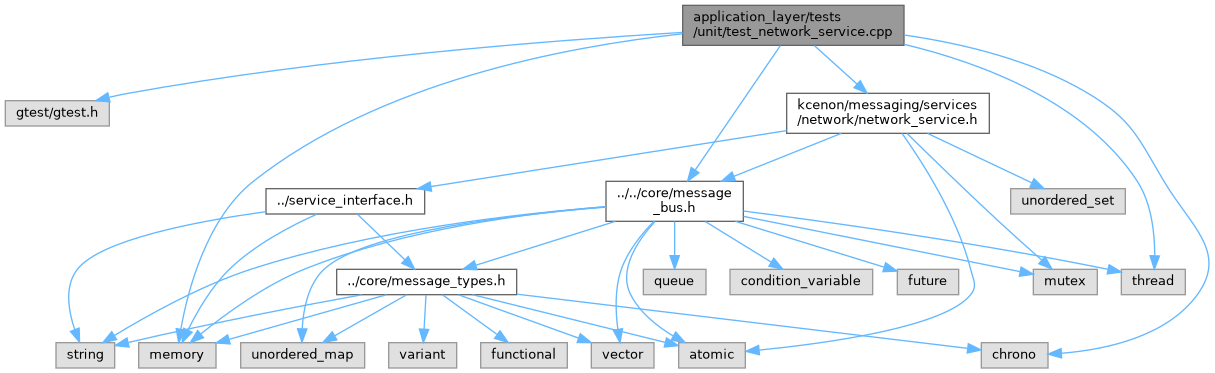 application_layer/tests
/unit/test_network_service.cpp
gtest/gtest.h
kcenon/messaging/services
/network/network_service.h
../service_interface.h
../../core/message
_bus.h
unordered_set
../core/message_types.h
queue
condition_variable
future
mutex
thread
string
memory
unordered_map
variant
functional
vector
atomic
chrono